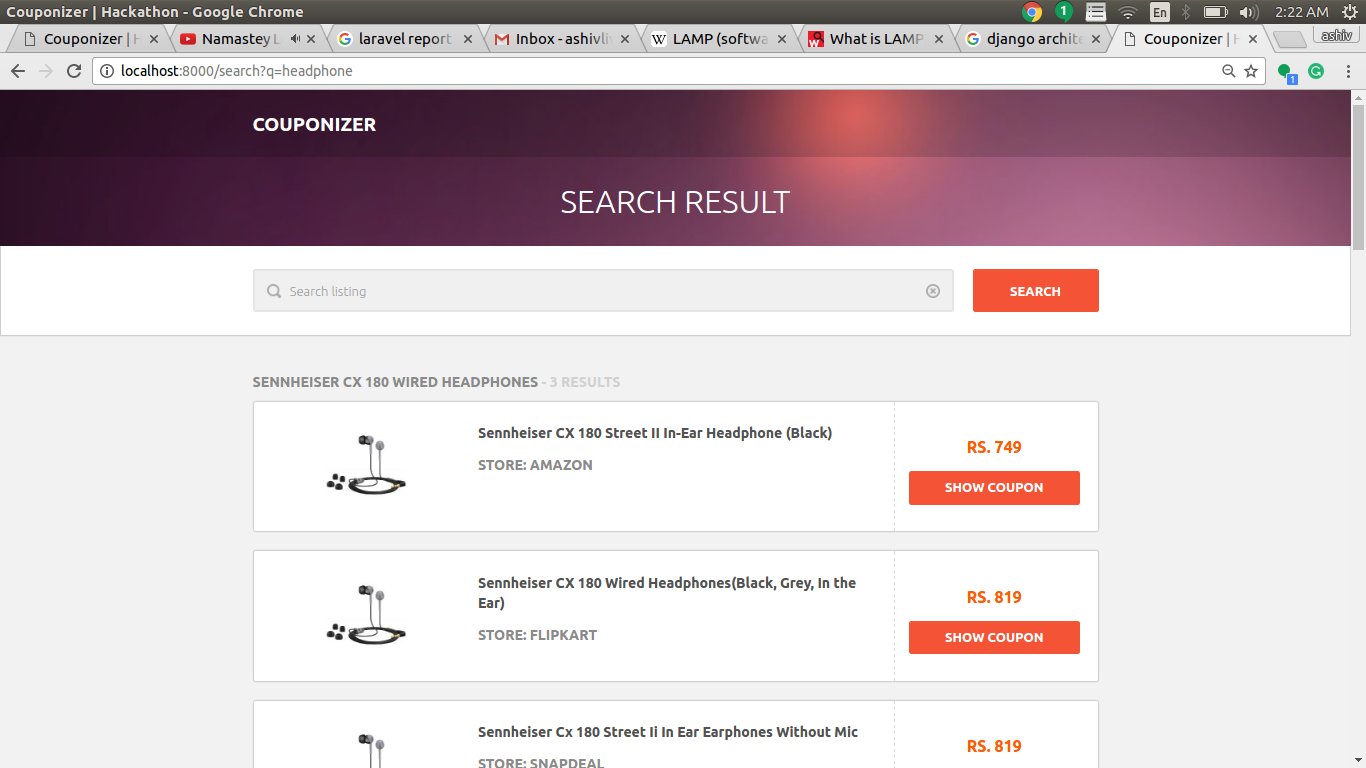 Couponizer | Hackathon - Google Chrome
1
En
2:22 AM
Couponizer | H
Namastey L
laravel report
Inbox - ashivli
LAMP (softwa
What is LAMP
django archite
Couponizer | H
ashiv
localhost:8000/search?q=headphone
1
COUPONIZER
SEARCH RESULT
Search listing
SEARCH
SENNHEISER CX 180 WIRED HEADPHONES - 3 RESULTS
Sennheiser CX 180 Street II In-Ear Headphone (Black)
STORE: AMAZON
RS. 749
SHOW COUPON
Sennheiser CX 180 Wired Headphones(Black, Grey, In the
Ear)
STORE: FLIPKART
RS. 819
SHOW COUPON
Sennheiser Cx 180 Street Ii In Ear Earphones Without Mic
STORE: SNAPDEAL
RS. 819